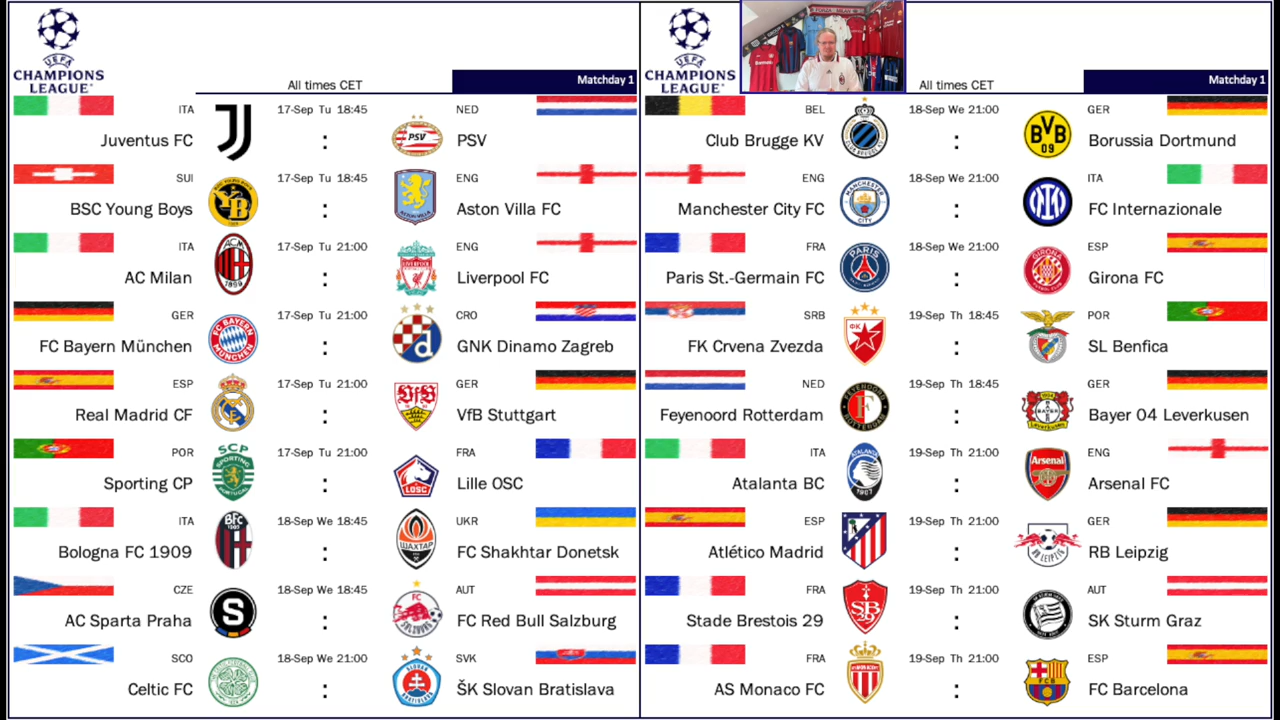 UEFA
CHAMPIONS
LEAGUE
All times CET
Matchday 1
ITA 17-Sep Tu 18:45 NED
Juventus FC : PSV
SUI 17-Sep Tu 18:45 ENG
BSC Young Boys : Aston Villa FC
ITA 17-Sep Tu 21:00 ENG
AC Milan : Liverpool FC
GER 17-Sep Tu 21:00 CRO
FC Bayern München : GNK Dinamo Zagreb
ESP 17-Sep Tu 21:00 GER
Real Madrid CF : VfB Stuttgart
POR 17-Sep Tu 21:00 FRA
Sporting CP : Lille OSC
ITA 18-Sep We 18:45 UKR
Bologna FC 1909 : FC Shakhtar Donetsk
CZE 18-Sep We 18:45 AUT
AC Sparta Praha : FC Red Bull Salzburg
SCO 18-Sep We 21:00 SVK
Celtic FC : ŠK Slovan Bratislava
UEFA
CHAMPIONS
LEAGUE
All times CET
Matchday 1
BEL 18-Sep We 21:00 GER
Club Brugge KV : Borussia Dortmund
ENG 18-Sep We 21:00 ITA
Manchester City FC : FC Internazionale
FRA 18-Sep We 21:00 ESP
Paris St.-Germain FC : Girona FC
SRB 19-Sep Th 18:45 POR
FK Crvena Zvezda : SL Benfica
NED 19-Sep Th 18:45 GER
Feyenoord Rotterdam : Bayer 04 Leverkusen
ITA 19-Sep Th 21:00 ENG
Atalanta BC : Arsenal FC
ESP 19-Sep Th 21:00 GER
Atlético Madrid : RB Leipzig
FRA 19-Sep Th 21:00 AUT
Stade Brestois 29 : SK Sturm Graz
FRA 19-Sep Th 21:00 ESP
AS Monaco FC : FC Barcelona